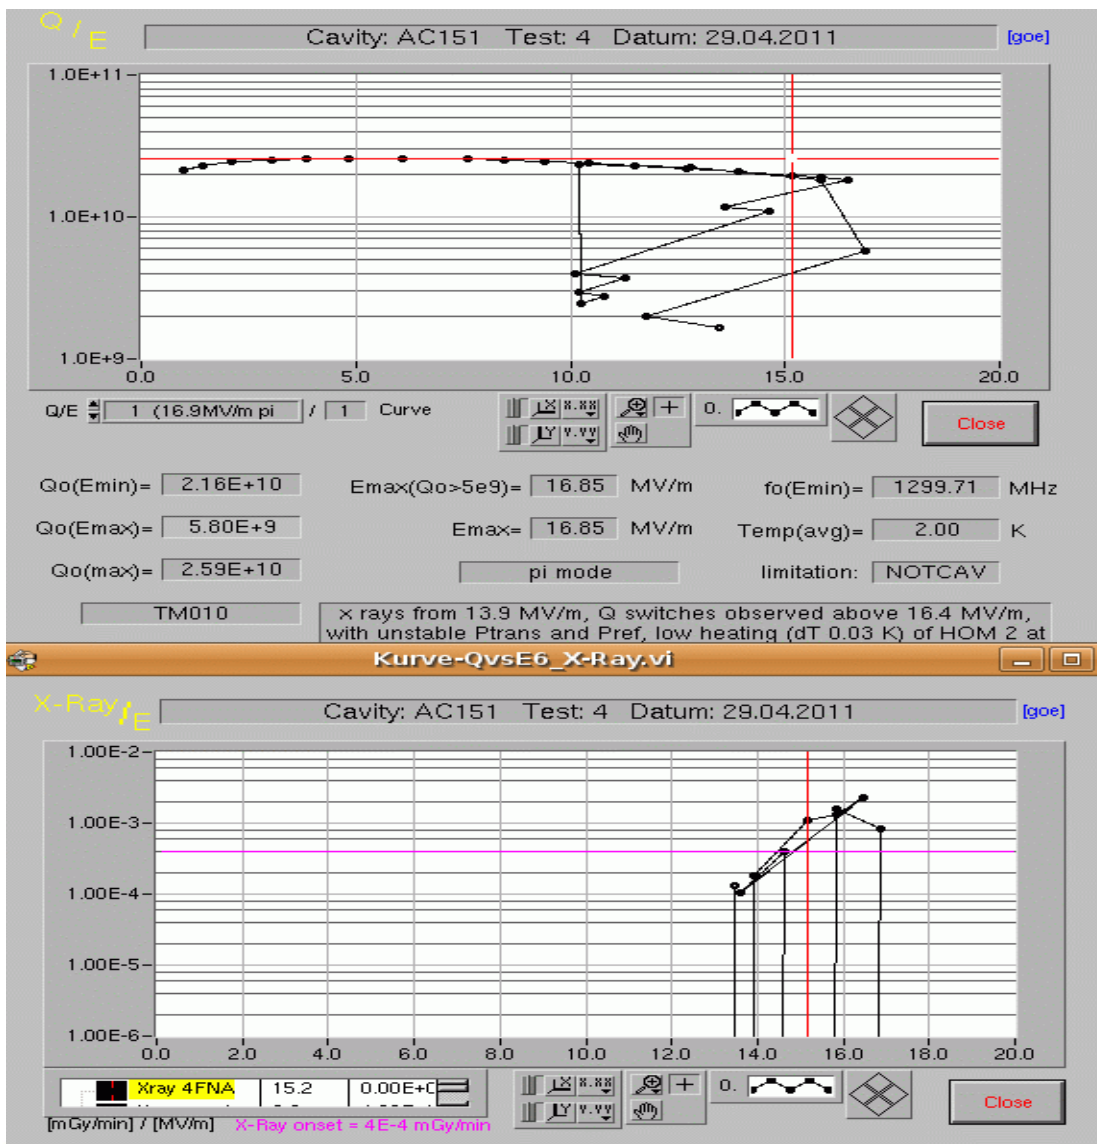 Q / E
Cavity: AC151 Test: 4 Datum: 29.04.2011 [goe]
1.0E+11
1.0E+10
1.0E+9
0.0 5.0 10.0 15.0 20.0
Q/E 1 (16.9MV/m pi / 1 Curve
X X.XX + 0.
Y Y.YY
Close
Qo(Emin)= 2.16E+10 Emax(Qo>5e9)= 16.85 MV/m fo(Emin)= 1299.71 MHz
Qo(Emax)= 5.80E+9 Emax= 16.85 MV/m Temp(avg)= 2.00 K
Qo(max)= 2.59E+10 pi mode limitation: NOTCAV
TM010 x rays from 13.9 MV/m, Q switches observed above 16.4 MV/m,
with unstable Ptrans and Pref, low heating (dT 0.03 K) of HOM 2 at
Kurve-QvsE6_X-Ray.vi
X-Ray / E
Cavity: AC151 Test: 4 Datum: 29.04.2011 [goe]
1.00E-2
1.00E-3
1.00E-4
1.00E-5
1.00E-6
0.0 2.0 4.0 6.0 8.0 10.0 12.0 14.0 16.0 18.0 20.0
Xray 4FNA 15.2
X X.XX + 0.
Y Y.YY
Close
[mGy/min] / [MV/m] X-Ray onset = 4E-4 mGy/min